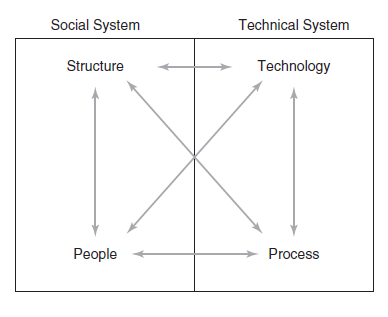 Social System Technical System
Structure Technology
People Process